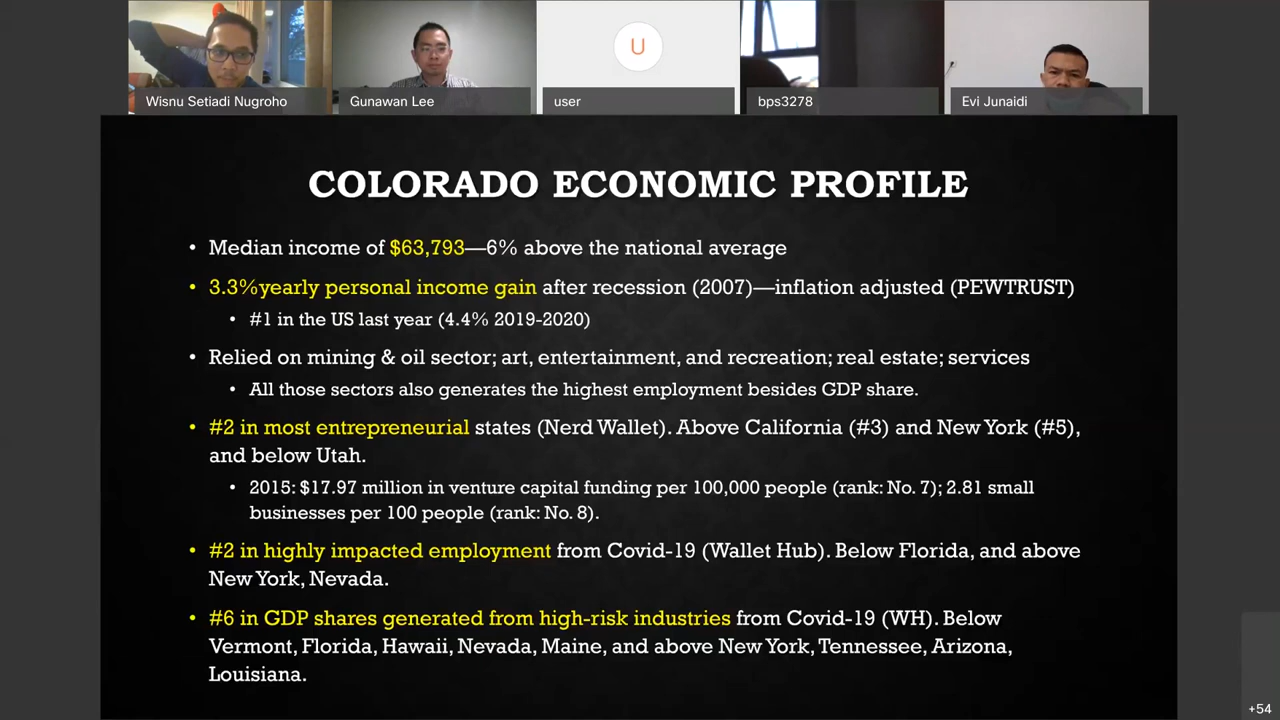 U
Wisnu Setiadi Nugroho
Gunawan Lee
user
bps3278
Evi Junaidi
COLORADO ECONOMIC PROFILE
• Median income of $63,793—6% above the national average
• 3.3%yearly personal income gain after recession (2007)—inflation adjusted (PEWTRUST)
• #1 in the US last year (4.4% 2019-2020)
• Relied on mining & oil sector; art, entertainment, and recreation; real estate; services
• All those sectors also generates the highest employment besides GDP share.
• #2 in most entrepreneurial states (Nerd Wallet). Above California (#3) and New York (#5),
and below Utah.
• 2015: $17.97 million in venture capital funding per 100,000 people (rank: No. 7); 2.81 small
businesses per 100 people (rank: No. 8).
• #2 in highly impacted employment from Covid-19 (Wallet Hub). Below Florida, and above
New York, Nevada.
• #6 in GDP shares generated from high-risk industries from Covid-19 (WH). Below
Vermont, Florida, Hawaii, Nevada, Maine, and above New York, Tennessee, Arizona,
Louisiana.
+54